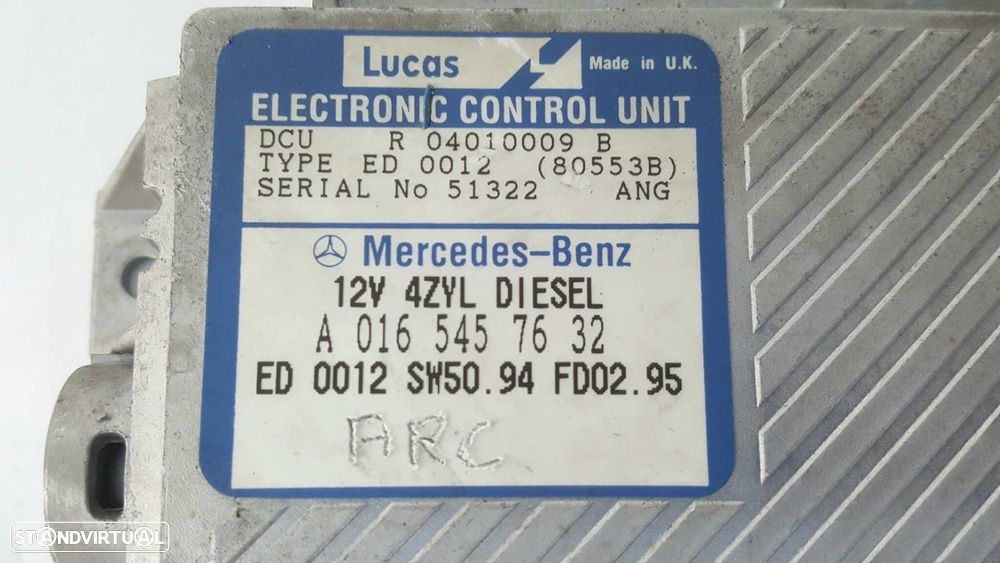 Lucas
Made in U.K.
ELECTRONIC CONTROL UNIT
DCU R 04010009 B
TYPE ED 0012 (80553B)
SERIAL No 51322 ANG
Mercedes-Benz
12V 4ZYL DIESEL
A 016 545 76 32
ED 0012 SW50.94 FD02.95
ARC
STANDVIRTUAL